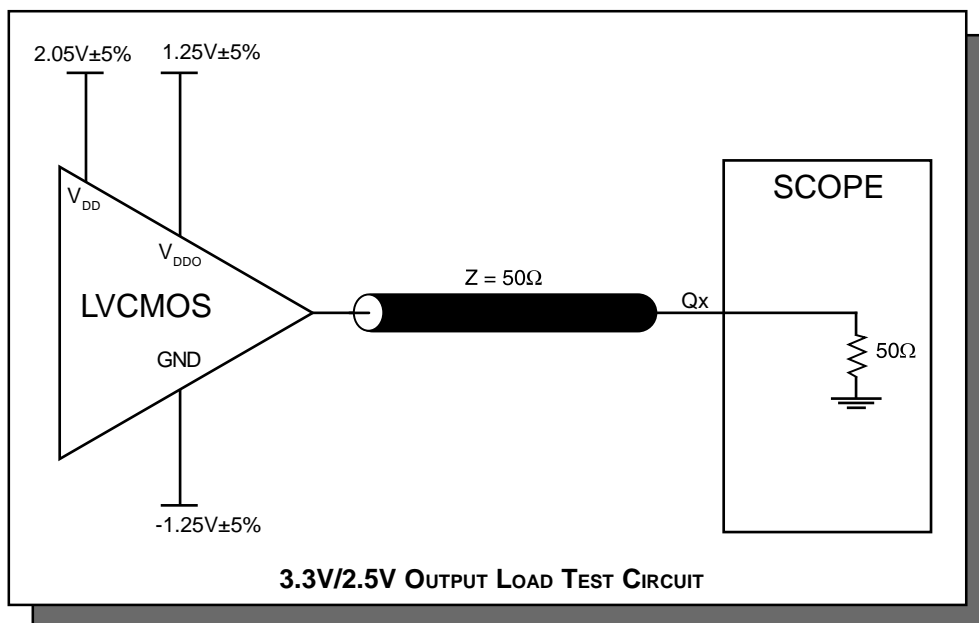 2.05V±5% 1.25V±5%
V_DD
SCOPE
V_DDO
Z = 50Ω
LVCMOS
Qx
GND
50Ω
-1.25V±5%
3.3V/2.5V OUTPUT LOAD TEST CIRCUIT